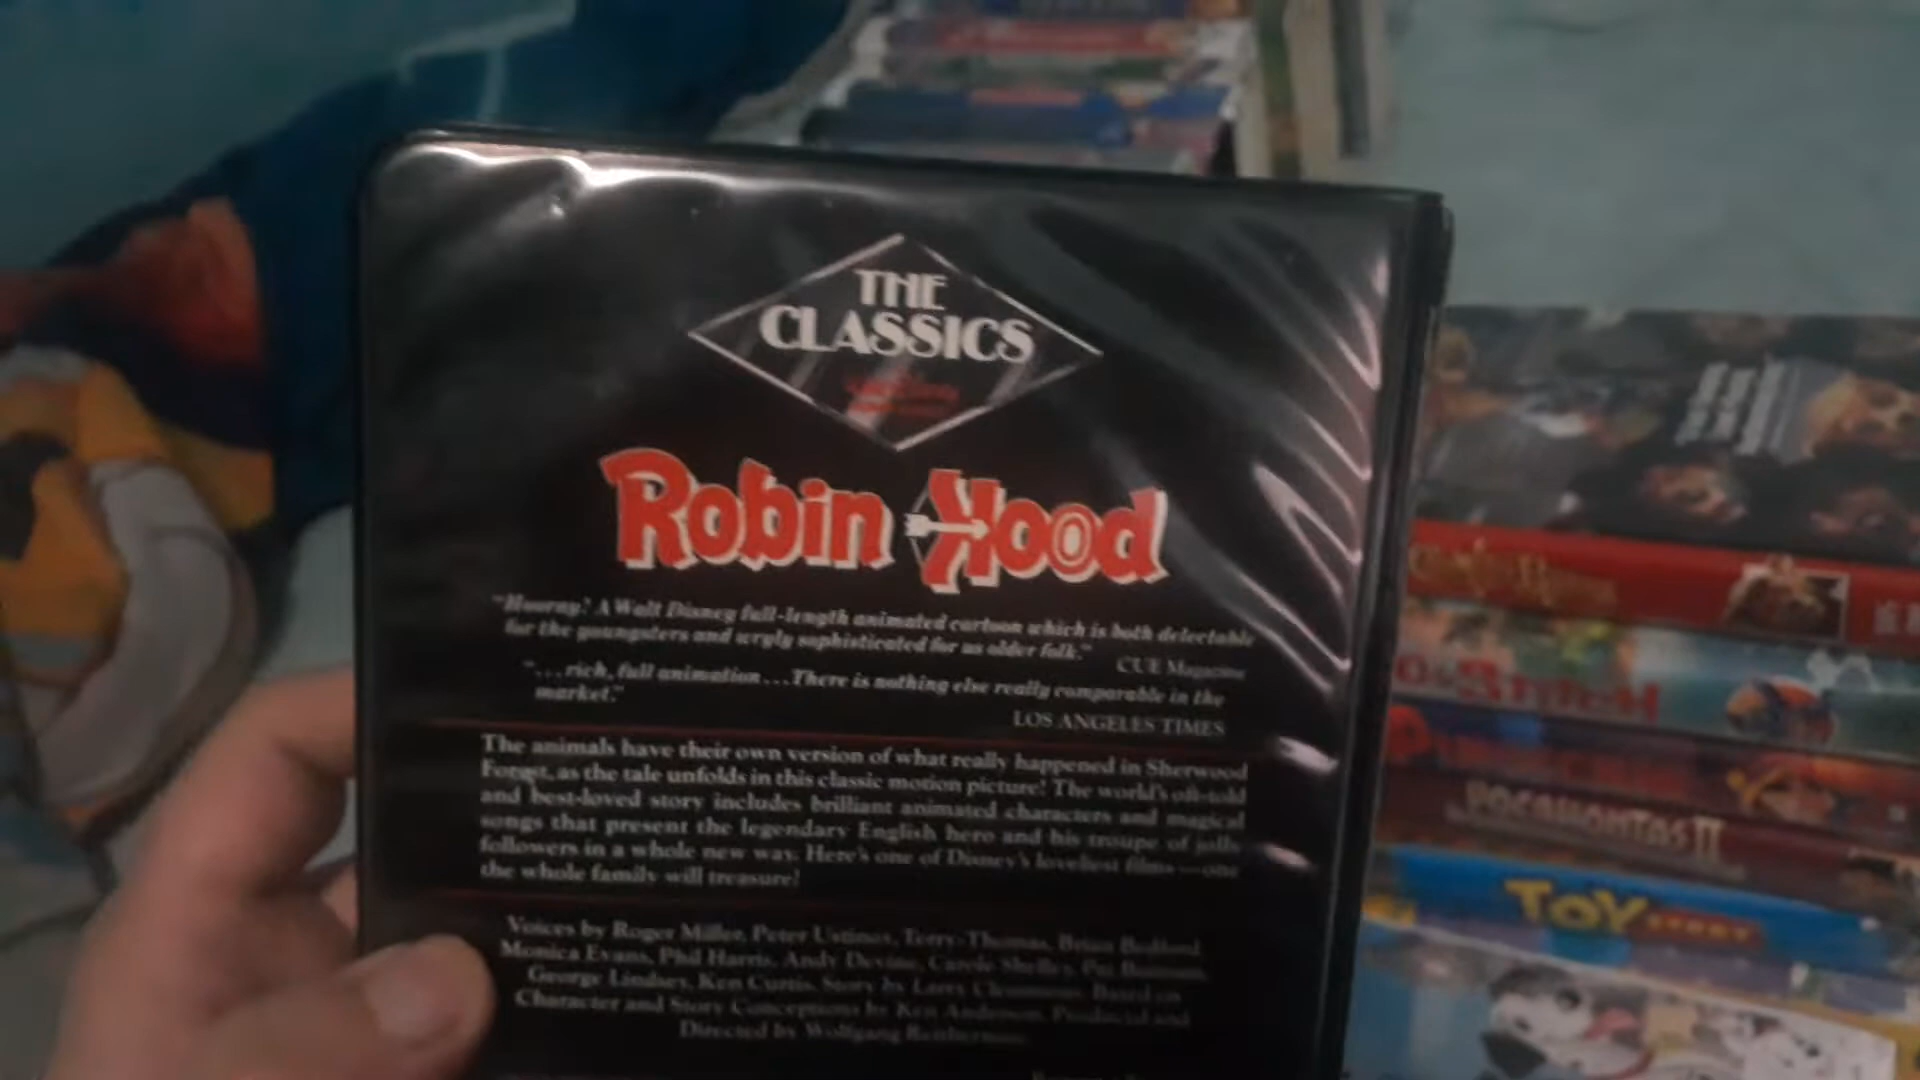 THE
CLASSICS
Robin Hood
"Hooray! A Walt Disney full-length animated cartoon which is both delectable
for the youngsters and wryly sophisticated for us older folk."
CUE Magazine
"...rich, full animation...There is nothing else really comparable in the
market."
LOS ANGELES TIMES
The animals have their own version of what really happened in Sherwood
Forest, as the tale unfolds in this classic motion picture! The world's oft-told
and best-loved story includes brilliant animated characters and magical
songs that present the legendary English hero and his troupe of jolly
followers in a whole new way. Here's one of Disney's loveliest films—one
the whole family will treasure!
Voices by Roger Miller, Peter Ustinov, Terry-Thomas, Brian Bedford
Monica Evans, Phil Harris, Andy Devine, Carole Shelley, Pat Buttram,
George Lindsey, Ken Curtis. Story by Larry Clemmons. Based on
Character and Story Conceptions by Ken Anderson. Produced and
Directed by Wolfgang Reitherman.
POCAHONTAS II
TOY STORY